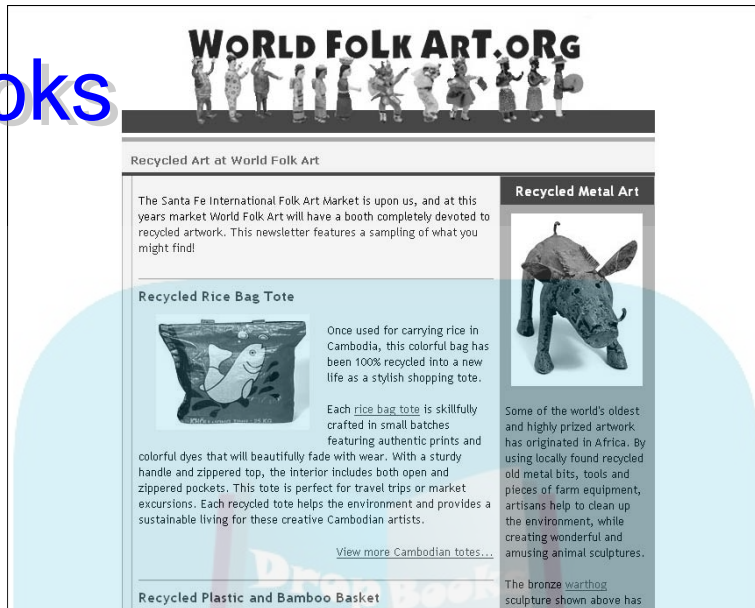 WoRLD FoLK ART.oRg
oks
Recycled Art at World Folk Art
The Santa Fe International Folk Art Market is upon us, and at this
years market World Folk Art will have a booth completely devoted to
recycled artwork. This newsletter features a sampling of what you
might find!
Recycled Rice Bag Tote
Once used for carrying rice in
Cambodia, this colorful bag has
been 100% recycled into a new
life as a stylish shopping tote.
Each rice bag tote is skillfully
crafted in small batches
featuring authentic prints and
colorful dyes that will beautifully fade with wear. With a sturdy
handle and zippered top, the interior includes both open and
zippered pockets. This tote is perfect for travel trips or market
excursions. Each recycled tote helps the environment and provides a
sustainable living for these creative Cambodian artists.
View more Cambodian totes...
Recycled Plastic and Bamboo Basket
Recycled Metal Art
Some of the world's oldest
and highly prized artwork
has originated in Africa. By
using locally found recycled
old metal bits, tools and
pieces of farm equipment,
artisans help to clean up
the environment, while
creating wonderful and
amusing animal sculptures.
The bronze warthog
sculpture shown above has
Drop Books